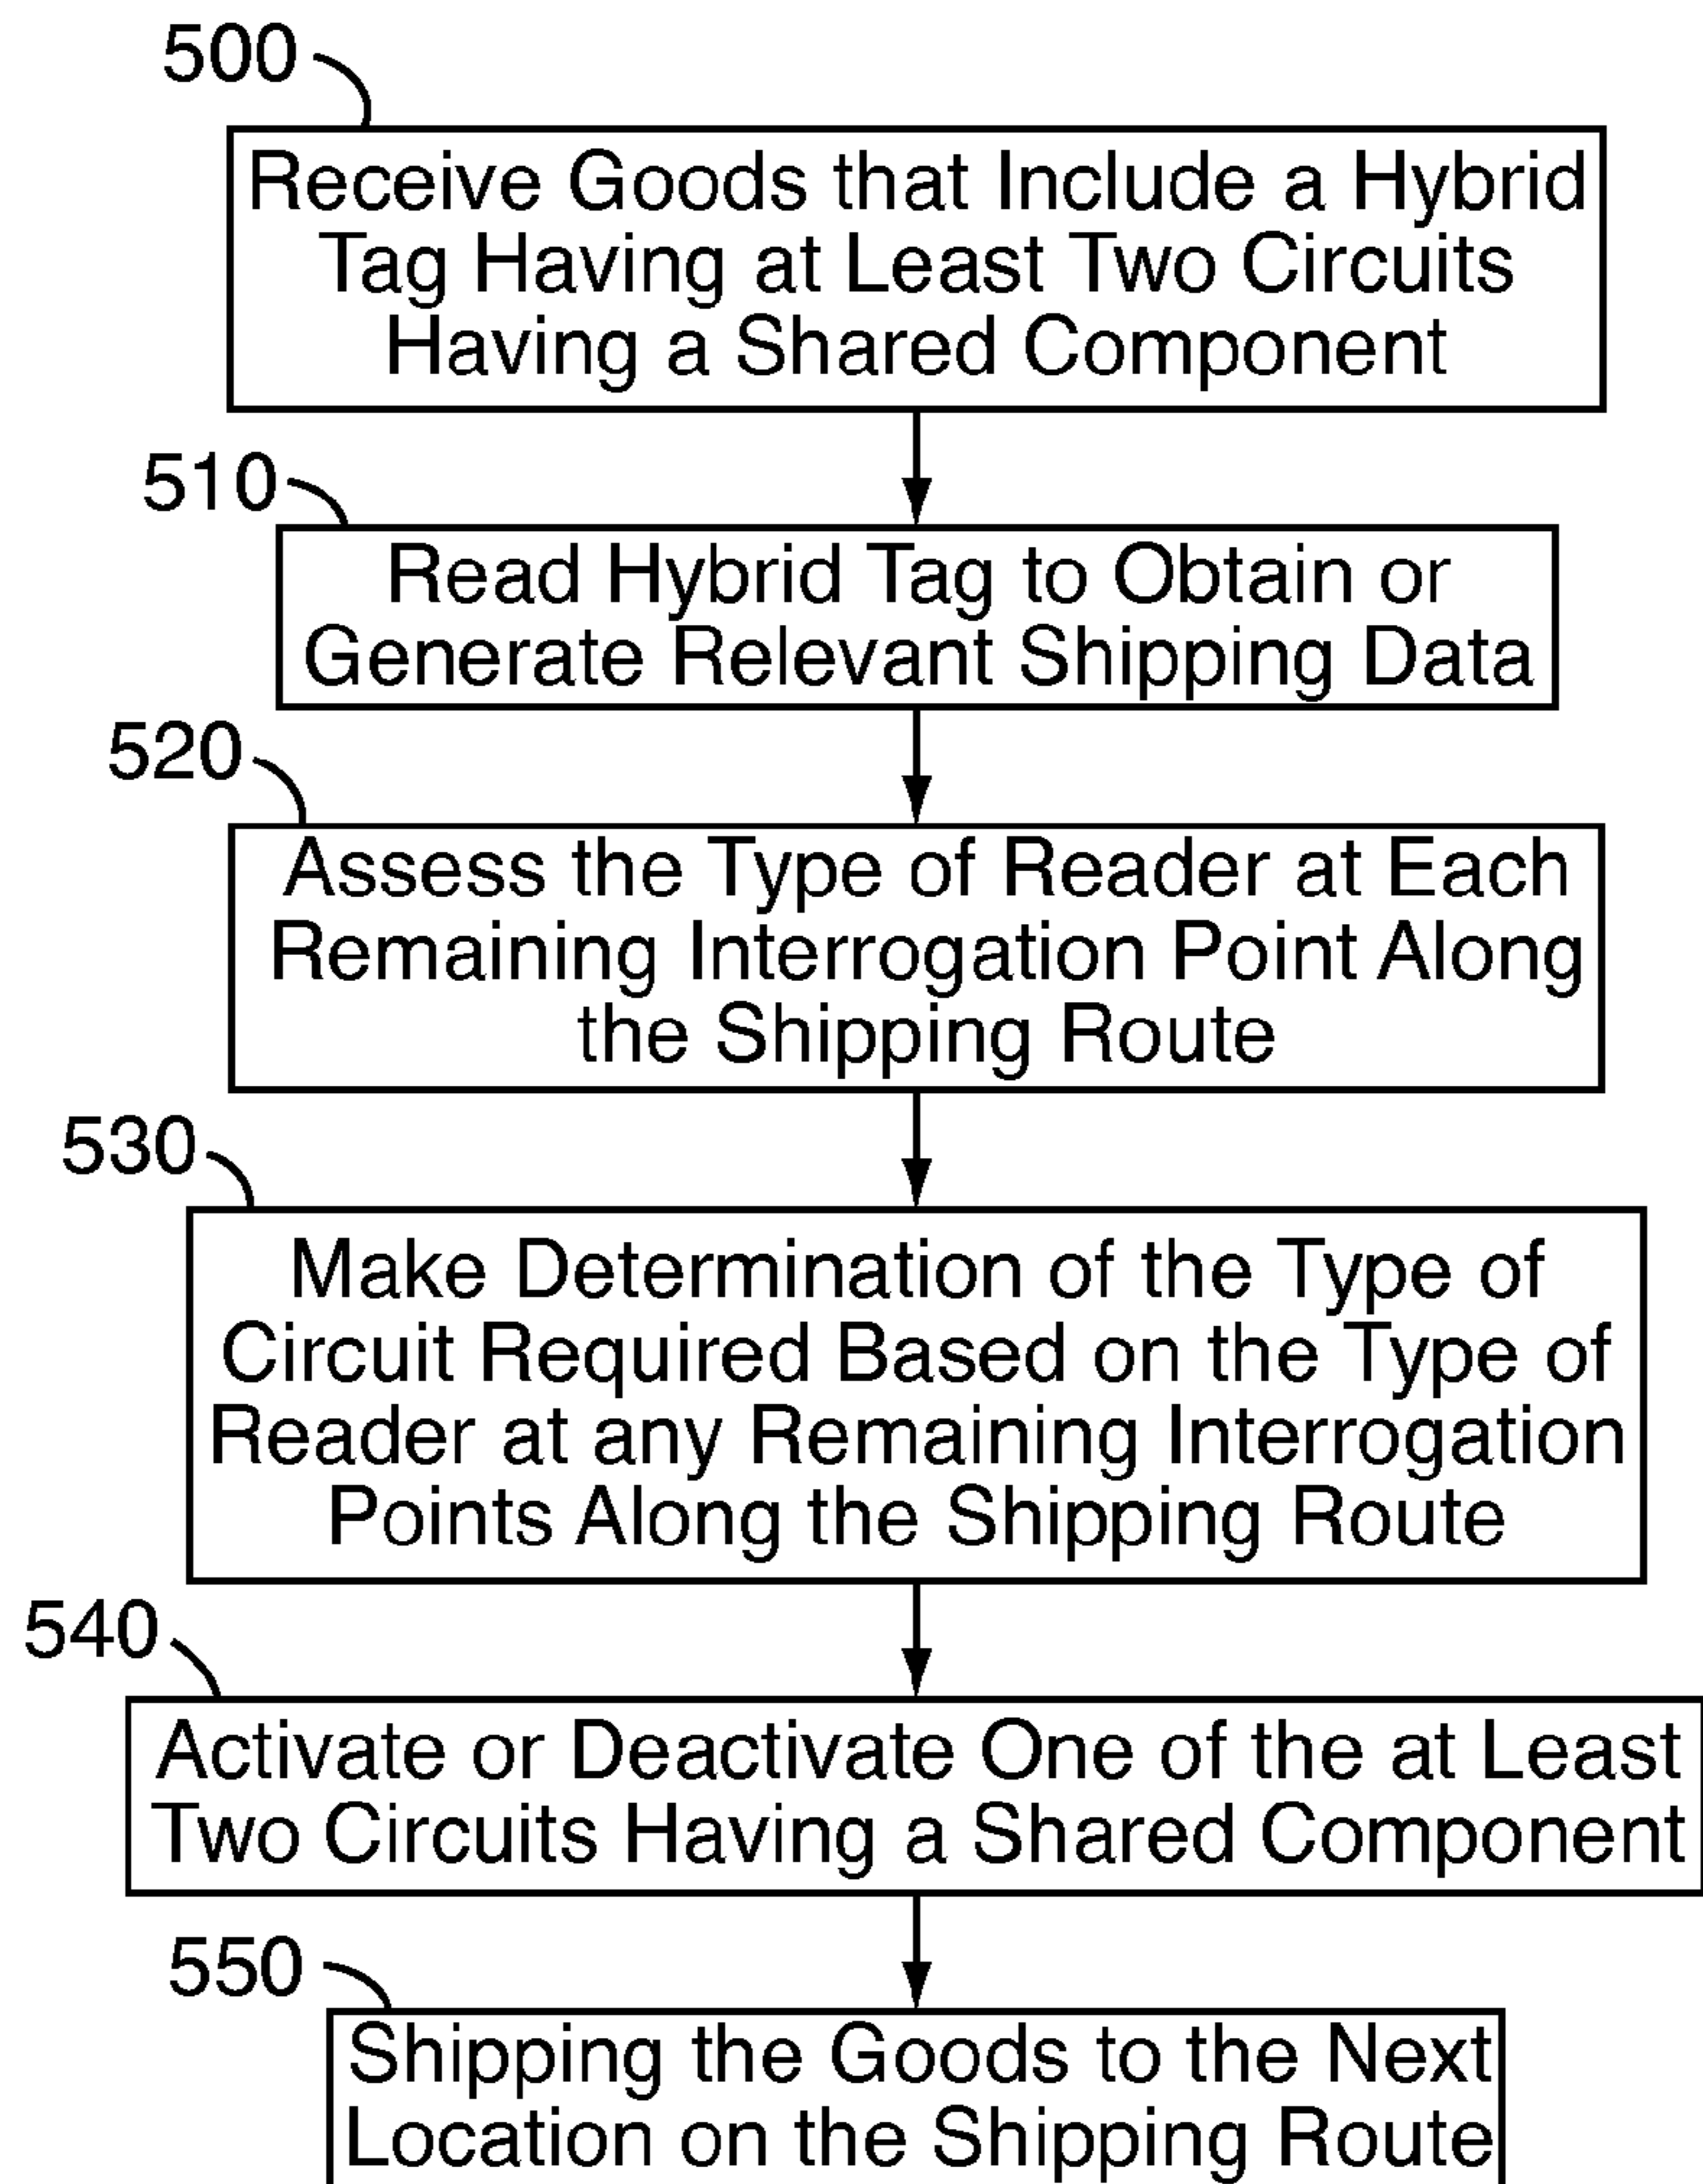 500
Receive Goods that Include a Hybrid
Tag Having at Least Two Circuits
Having a Shared Component
510
Read Hybrid Tag to Obtain or
Generate Relevant Shipping Data
520
Assess the Type of Reader at Each
Remaining Interrogation Point Along
the Shipping Route
530
Make Determination of the Type of
Circuit Required Based on the Type of
Reader at any Remaining Interrogation
Points Along the Shipping Route
540
Activate or Deactivate One of the at Least
Two Circuits Having a Shared Component
550
Shipping the Goods to the Next
Location on the Shipping Route